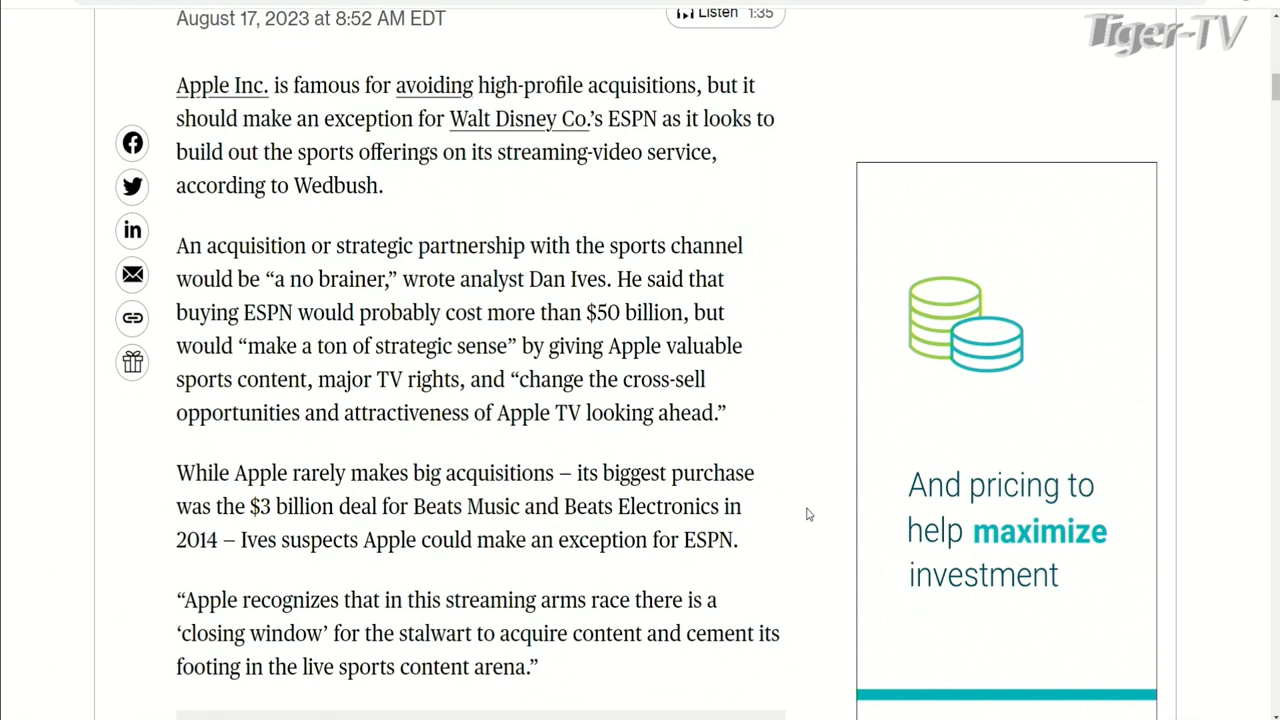 August 17, 2023 at 8:52 AM EDT
Listen 1:35
Tiger-TV
Apple Inc. is famous for avoiding high-profile acquisitions, but it
should make an exception for Walt Disney Co.’s ESPN as it looks to
build out the sports offerings on its streaming-video service,
according to Wedbush.
An acquisition or strategic partnership with the sports channel
would be “a no brainer,” wrote analyst Dan Ives. He said that
buying ESPN would probably cost more than $50 billion, but
would “make a ton of strategic sense” by giving Apple valuable
sports content, major TV rights, and “change the cross-sell
opportunities and attractiveness of Apple TV looking ahead.”
While Apple rarely makes big acquisitions – its biggest purchase
was the $3 billion deal for Beats Music and Beats Electronics in
2014 – Ives suspects Apple could make an exception for ESPN.
“Apple recognizes that in this streaming arms race there is a
‘closing window’ for the stalwart to acquire content and cement its
footing in the live sports content arena.”
And pricing to
help maximize
investment